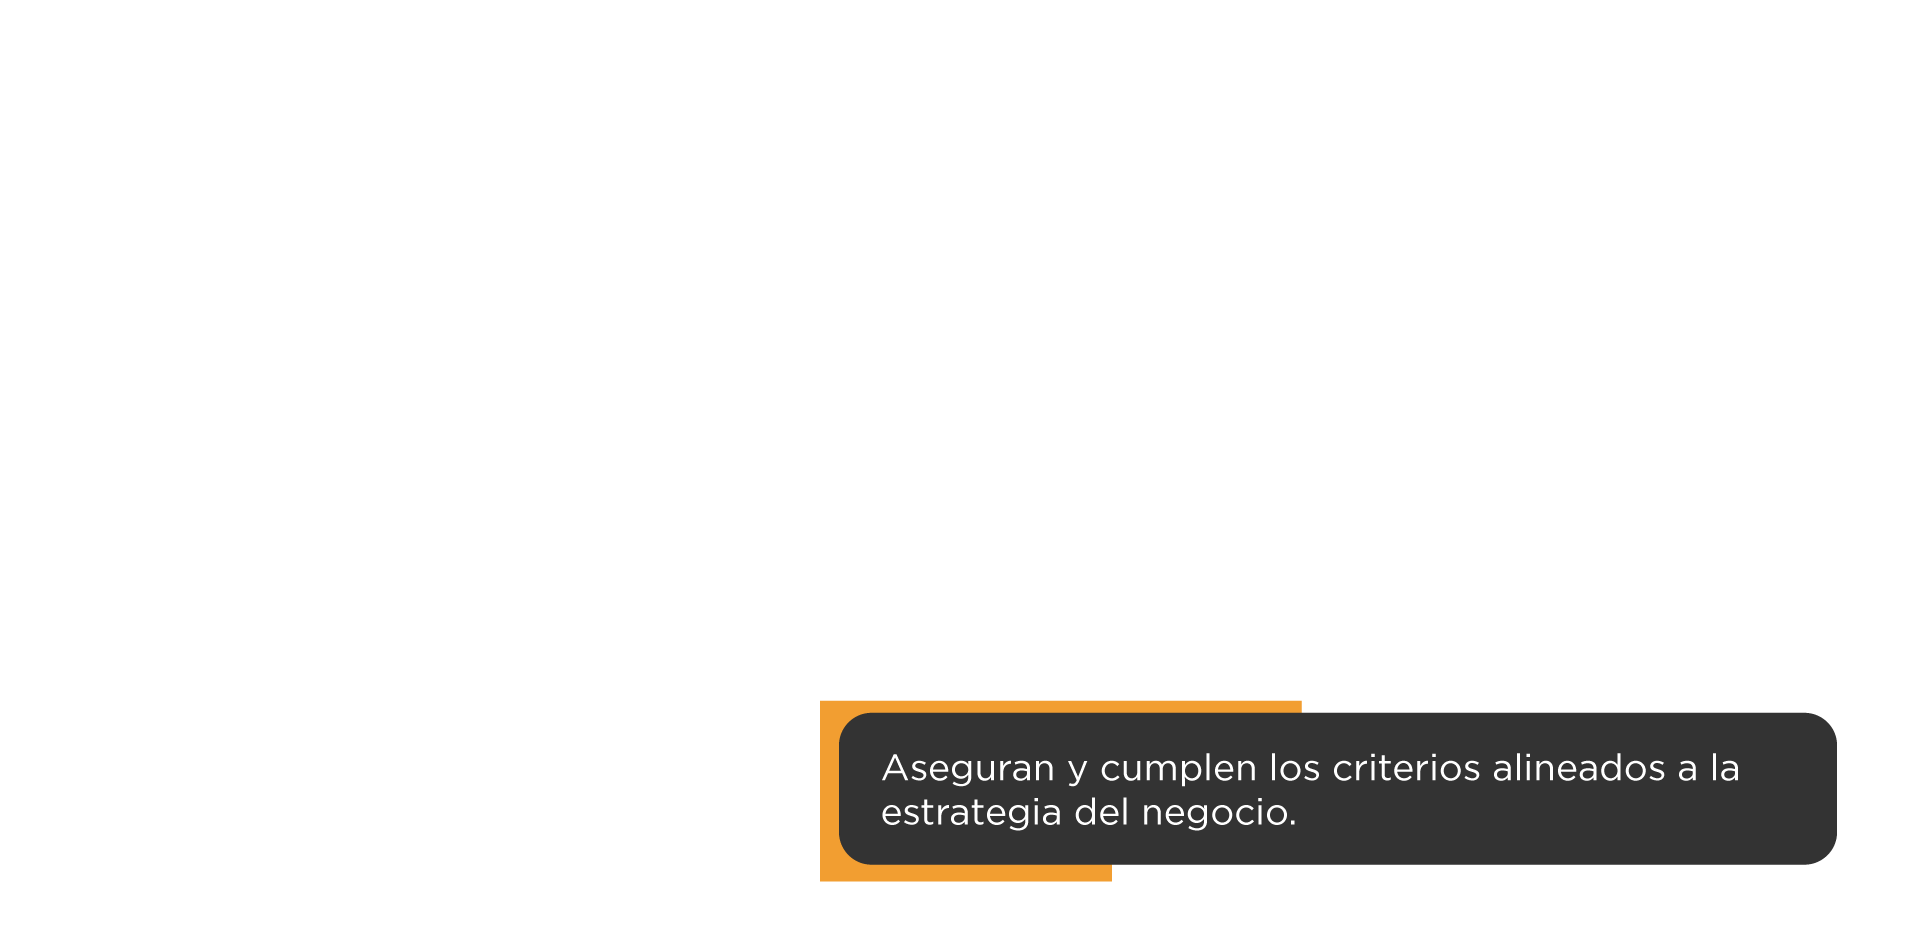 Aseguran y cumplen los criterios alineados a la
estrategia del negocio.